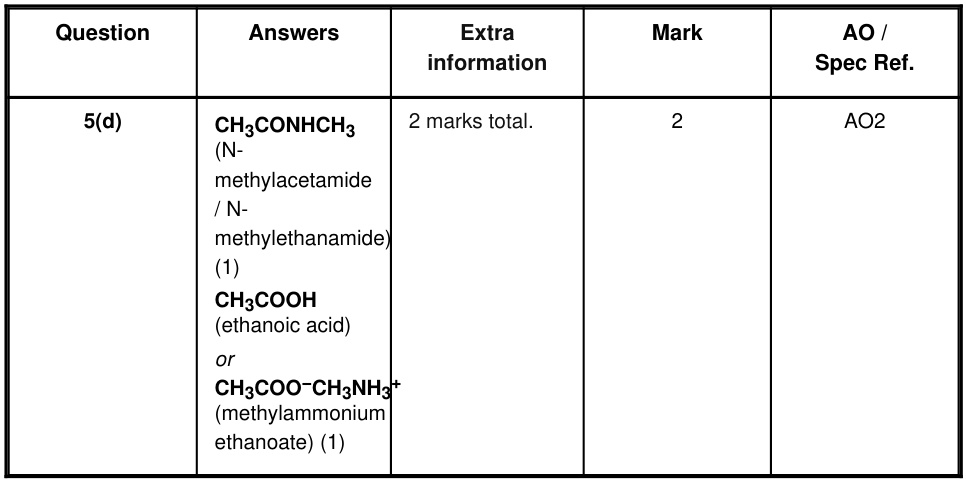 Question Answers Extra information Mark AO / Spec Ref.
5(d)
CH₃CONHCH₃
(N-
methylacetamide
/ N-
methylethanamide)
(1)
CH₃COOH
(ethanoic acid)
or
CH₃COO⁻CH₃NH₃⁺
(methylammonium
ethanoate) (1)
2 marks total.
2
AO2